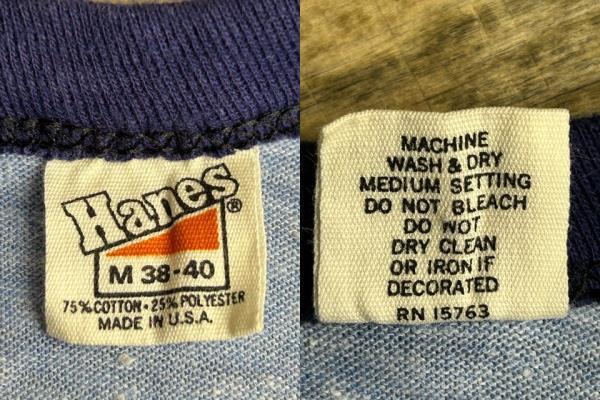 Hanes®
M 38-40
75% COTTON • 25% POLYESTER
MADE IN U.S.A.
MACHINE
WASH & DRY
MEDIUM SETTING
DO NOT BLEACH
DO NOT
DRY CLEAN
OR IRON IF
DECORATED
RN 15763